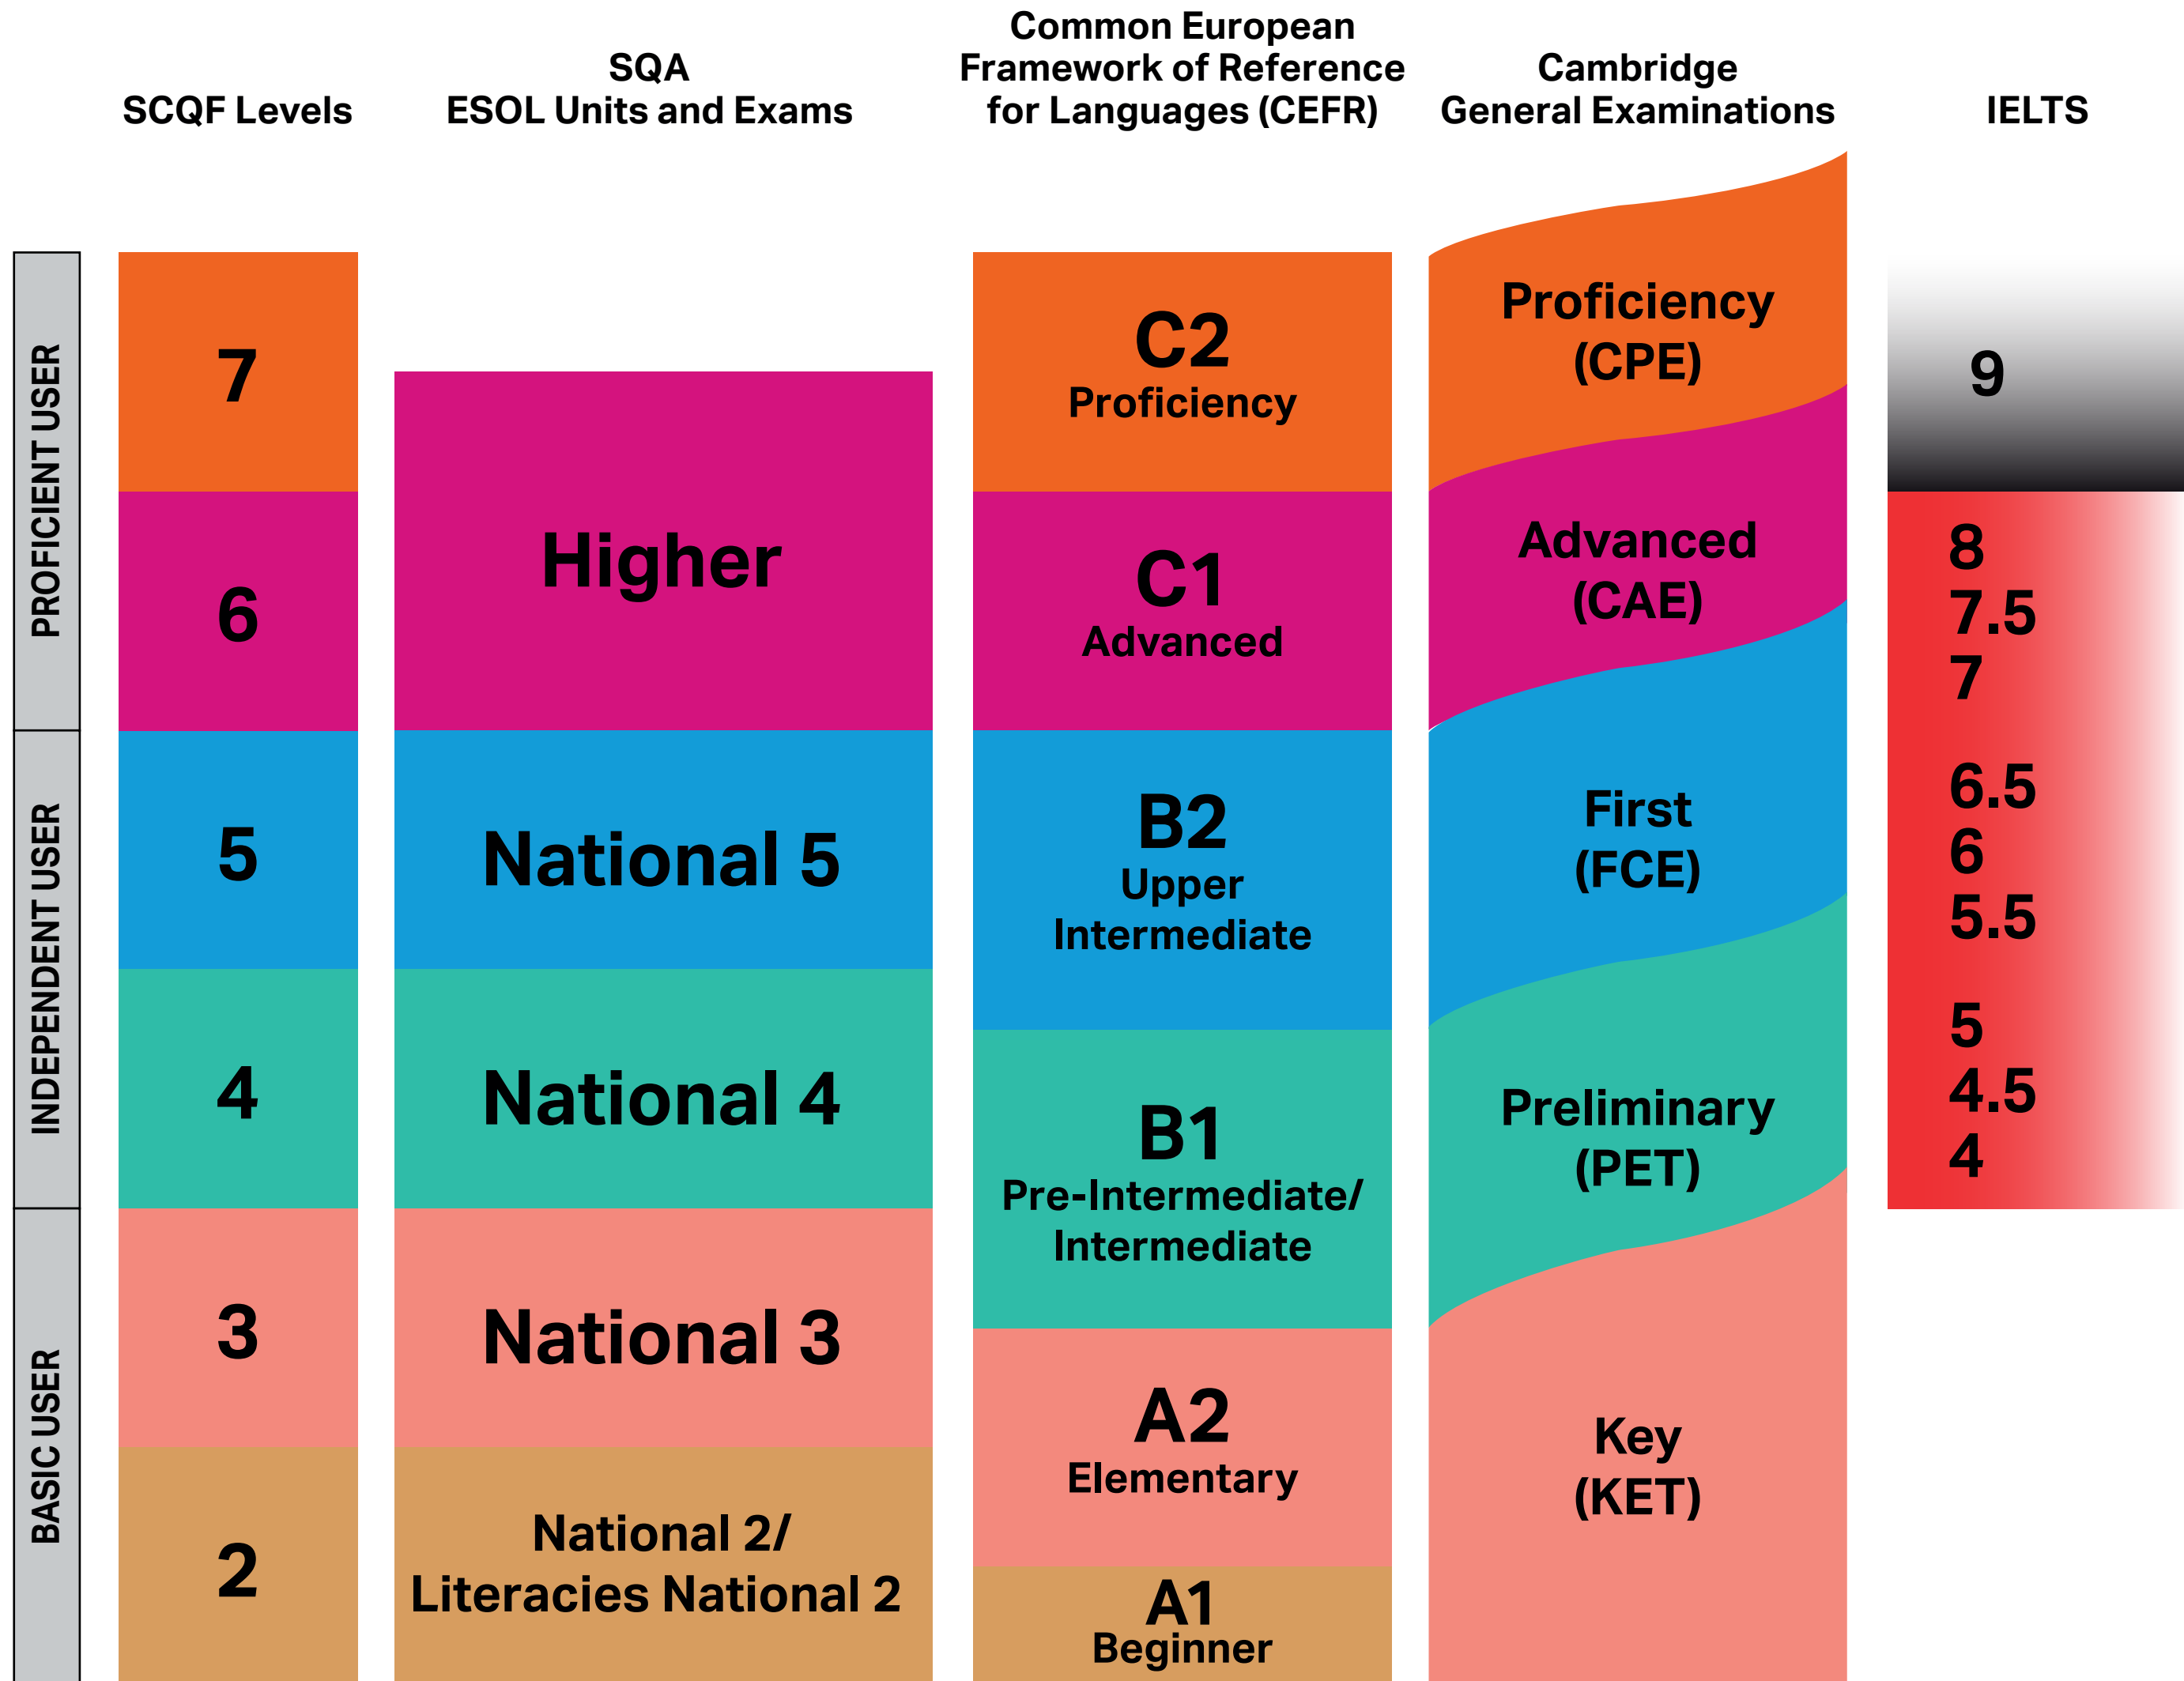 SCQF Levels
SQA
ESOL Units and Exams
Common European
Framework of Reference
for Languages (CEFR)
Cambridge
General Examinations
IELTS
PROFICIENT USER
INDEPENDENT USER
BASIC USER
7
6
5
4
3
2
Higher
National 5
National 4
National 3
National 2/
Literacies National 2
C2
Proficiency
C1
Advanced
B2
Upper
Intermediate
B1
Pre-Intermediate/
Intermediate
A2
Elementary
A1
Beginner
Proficiency
(CPE)
Advanced
(CAE)
First
(FCE)
Preliminary
(PET)
Key
(KET)
9
8
7.5
7
6.5
6
5.5
5
4.5
4